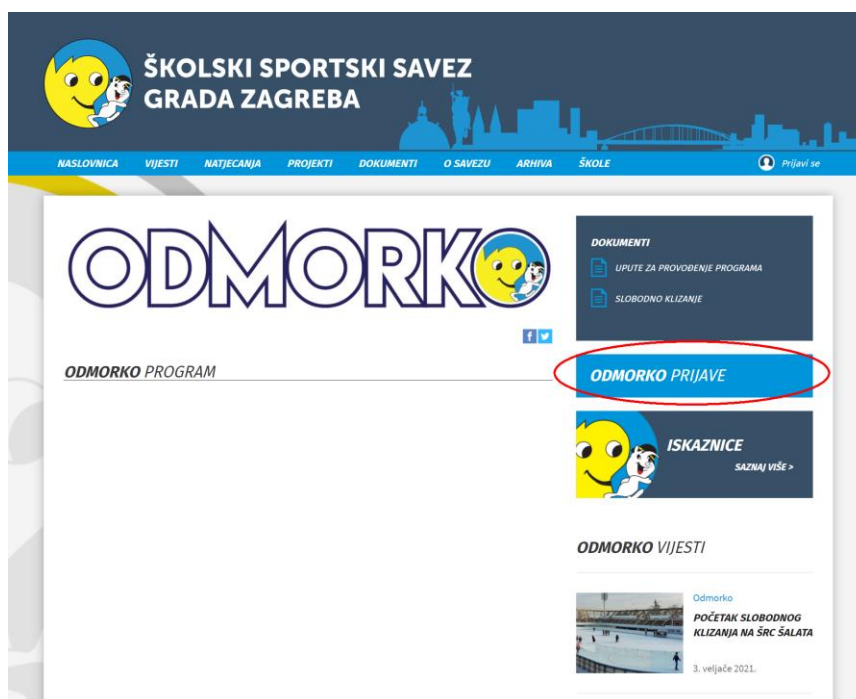 ŠKOLSKI SPORTSKI SAVEZ
GRADA ZAGREBA
NASLOVNICA VIJESTI NATJECANJA PROJEKTI DOKUMENTI O SAVEZU ARHIVA ŠKOLE Prijavi se
ODMORKO
DOKUMENTI
UPUTE ZA PROVOĐENJE PROGRAMA
SLOBODNO KLIZANJE
ODMORKO PROGRAM
ODMORKO PRIJAVE
ISKAZNICE
SAZNAJ VIŠE >
ODMORKO VIJESTI
Odmorko
POČETAK SLOBODNOG
KLIZANJA NA ŠRC ŠALATA
3. veljače 2021.